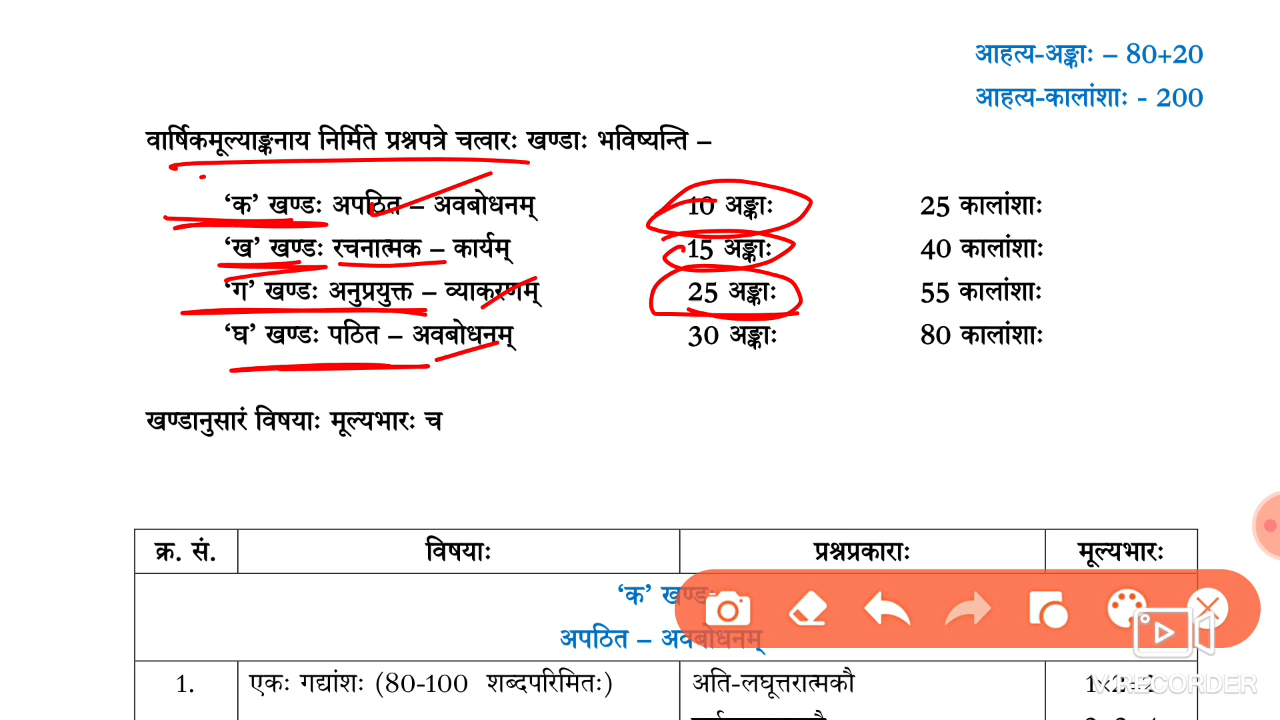 आहत्य-अङ्काः – 80+20
आहत्य-कालांशाः - 200
वार्षिकमूल्याङ्कनाय निर्मिते प्रश्नपत्रे चत्वारः खण्डाः भविष्यन्ति –
‘क’ खण्डः अपठित – अवबोधनम् 10 अङ्काः 25 कालांशाः
‘ख’ खण्डः रचनात्मक – कार्यम् 15 अङ्काः 40 कालांशाः
‘ग’ खण्डः अनुप्रयुक्त – व्याकरणम् 25 अङ्काः 55 कालांशाः
‘घ’ खण्डः पठित – अवबोधनम् 30 अङ्काः 80 कालांशाः
खण्डानुसारं विषयाः मूल्यभारः च
क्र. सं. विषयाः प्रश्नप्रकाराः मूल्यभारः
‘क’ खण्डः
अपठित – अवबोधनम्
1. एकः गद्यांशः (80-100 शब्दपरिमितः) अति-लघूत्तरात्मकौ
V RECORDER